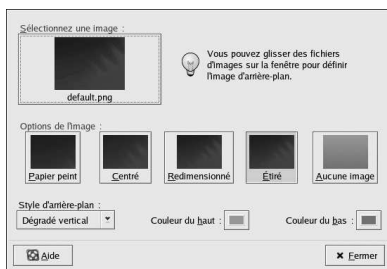 Sélectionnez une image :
default.png
Vous pouvez glisser des fichiers
d'images sur la fenêtre pour définir
l'image d'arrière-plan.
Options de l'image :
Papier peint
Centré
Redimensionné
Étiré
Aucune image
Style d'arrière-plan :
Dégradé vertical
Couleur du haut :
Couleur du bas :
Aide
Fermer